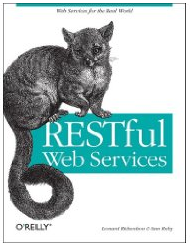 Web Services for the Real World
RESTful
Web Services
O'REILLY®
Leonard Richardson & Sam Ruby